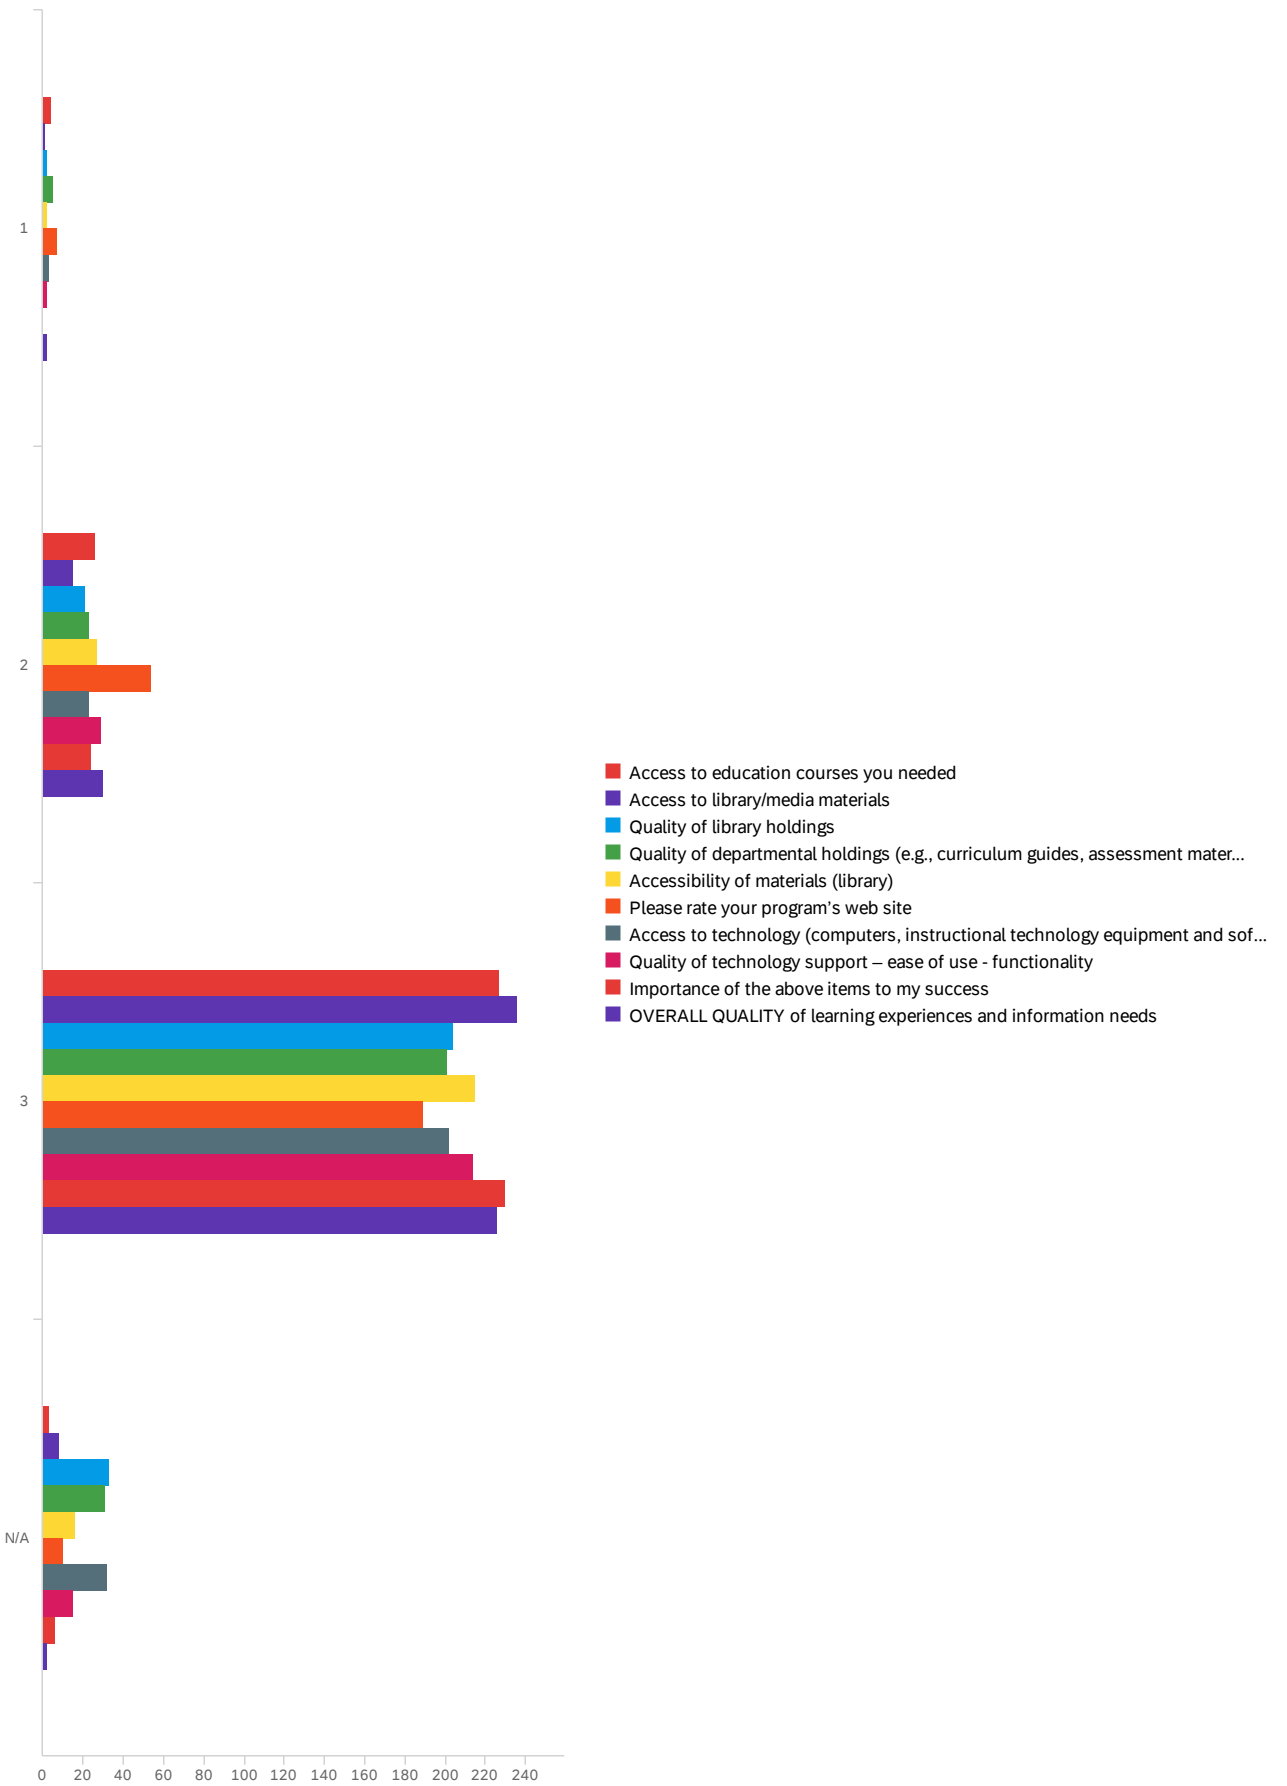 1
2
3
N/A
Access to education courses you needed
Access to library/media materials
Quality of library holdings
Quality of departmental holdings (e.g., curriculum guides, assessment mater...
Accessibility of materials (library)
Please rate your program’s web site
Access to technology (computers, instructional technology equipment and sof...
Quality of technology support – ease of use - functionality
Importance of the above items to my success
OVERALL QUALITY of learning experiences and information needs
0 20 40 60 80 100 120 140 160 180 200 220 240